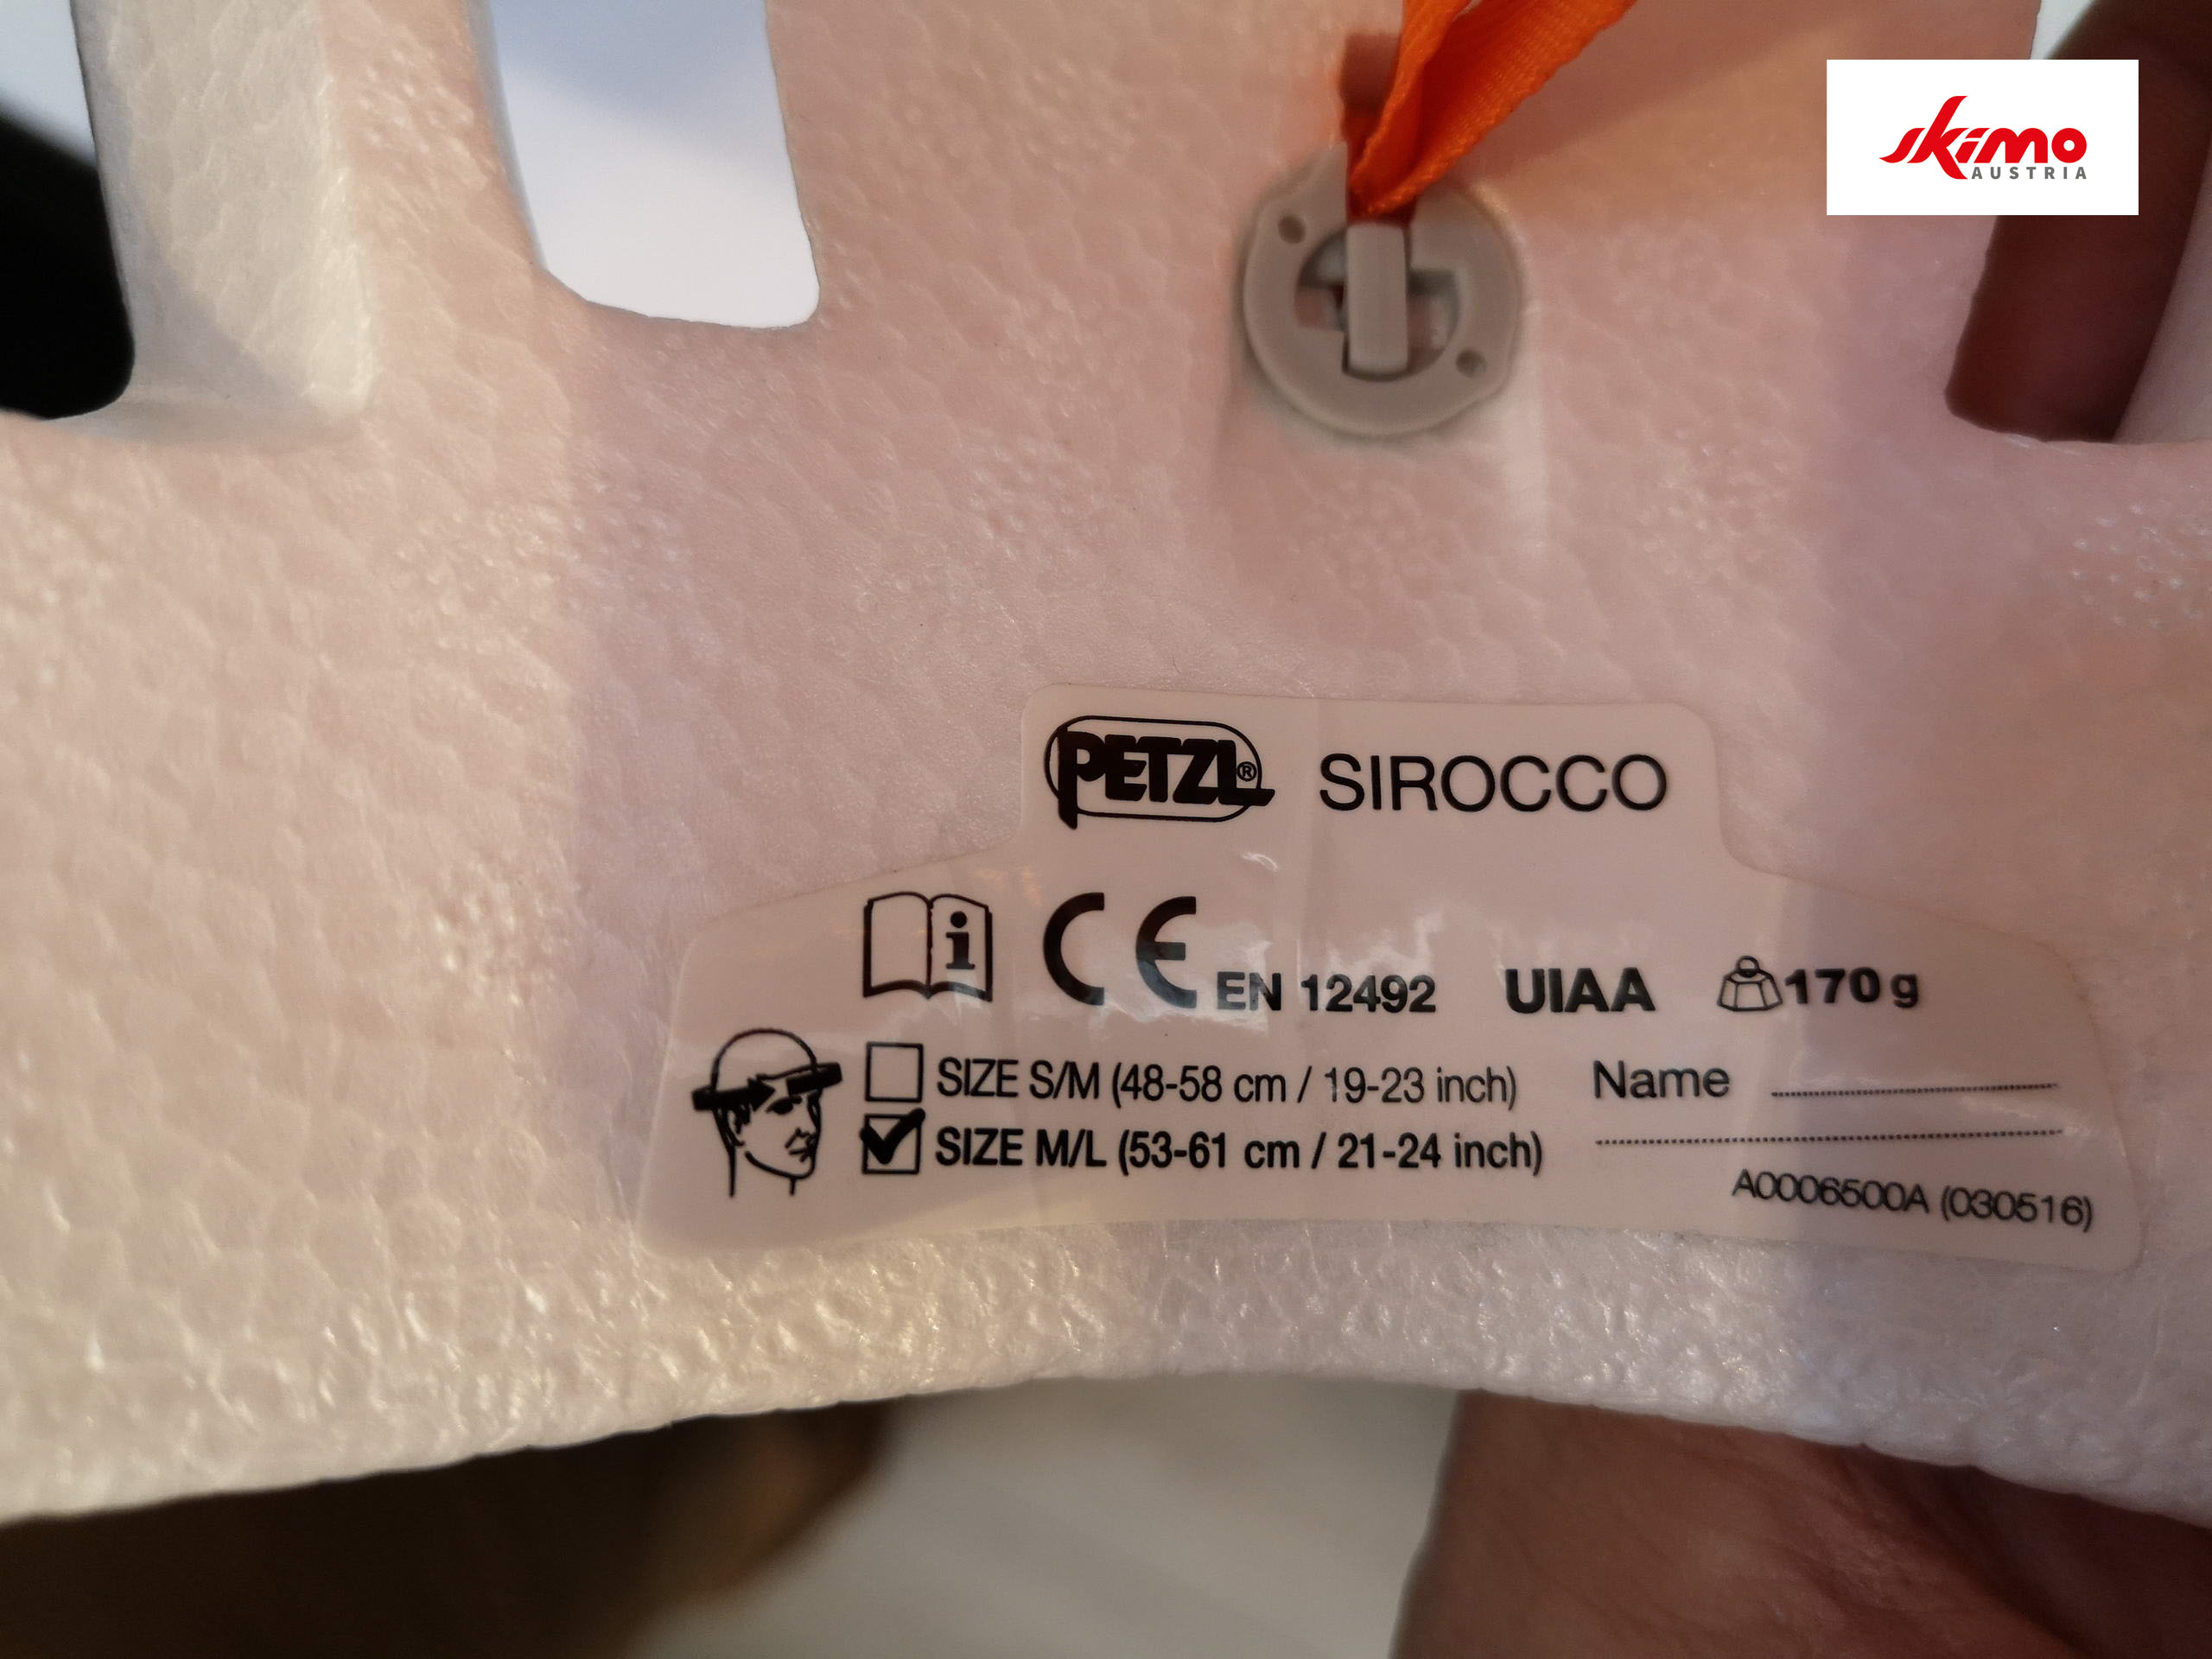 skimo
AUSTRIA
PETZL® SIROCCO
i CE EN 12492 UIAA 170 g
SIZE S/M (48-58 cm / 19-23 inch) Name
SIZE M/L (53-61 cm / 21-24 inch)
A0006500A (030516)